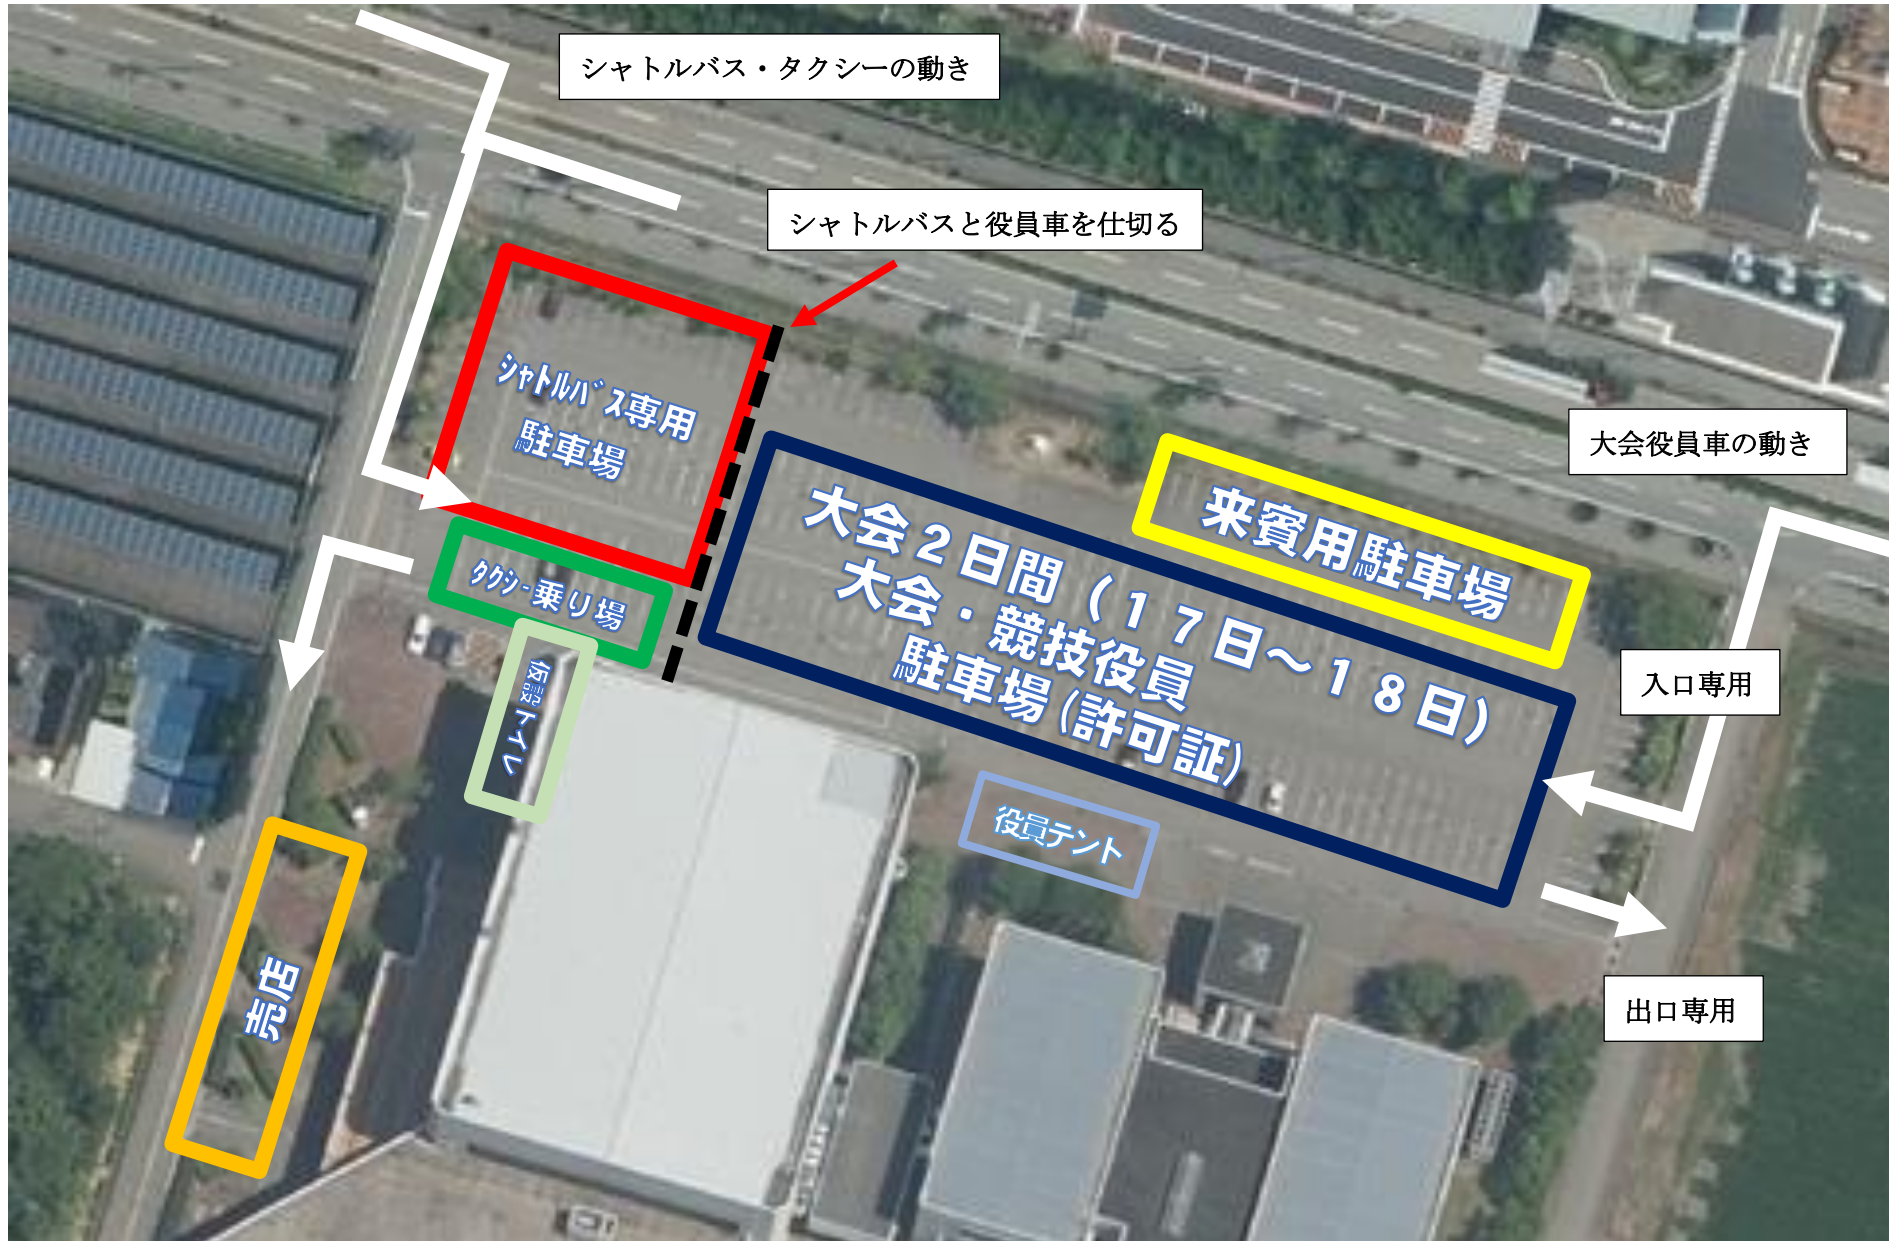 シャトルバス・タクシーの動き
シャトルバスと役員車を仕切る
ｼｬﾄﾙﾊﾞｽ専用
駐車場
大会役員車の動き
来賓用駐車場
大会２日間（１７日～１８日）
大会・競技役員
駐車場(許可証)
ﾀｸｼｰ乗り場
仮設トイレ
入口専用
役員テント
売店
出口専用